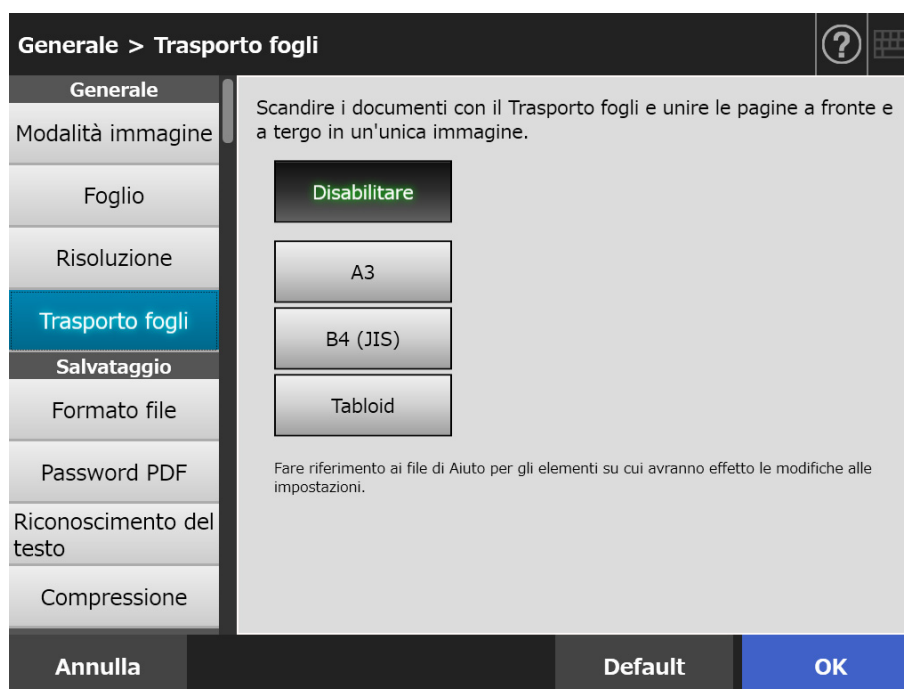 Generale > Trasporto fogli
?
Generale
Modalità immagine
Foglio
Risoluzione
Trasporto fogli
Salvataggio
Formato file
Password PDF
Riconoscimento del
testo
Compressione
Scandire i documenti con il Trasporto fogli e unire le pagine a fronte e
a tergo in un'unica immagine.
Disabilitare
A3
B4 (JIS)
Tabloid
Fare riferimento ai file di Aiuto per gli elementi su cui avranno effetto le modifiche alle
impostazioni.
Annulla
Default
OK